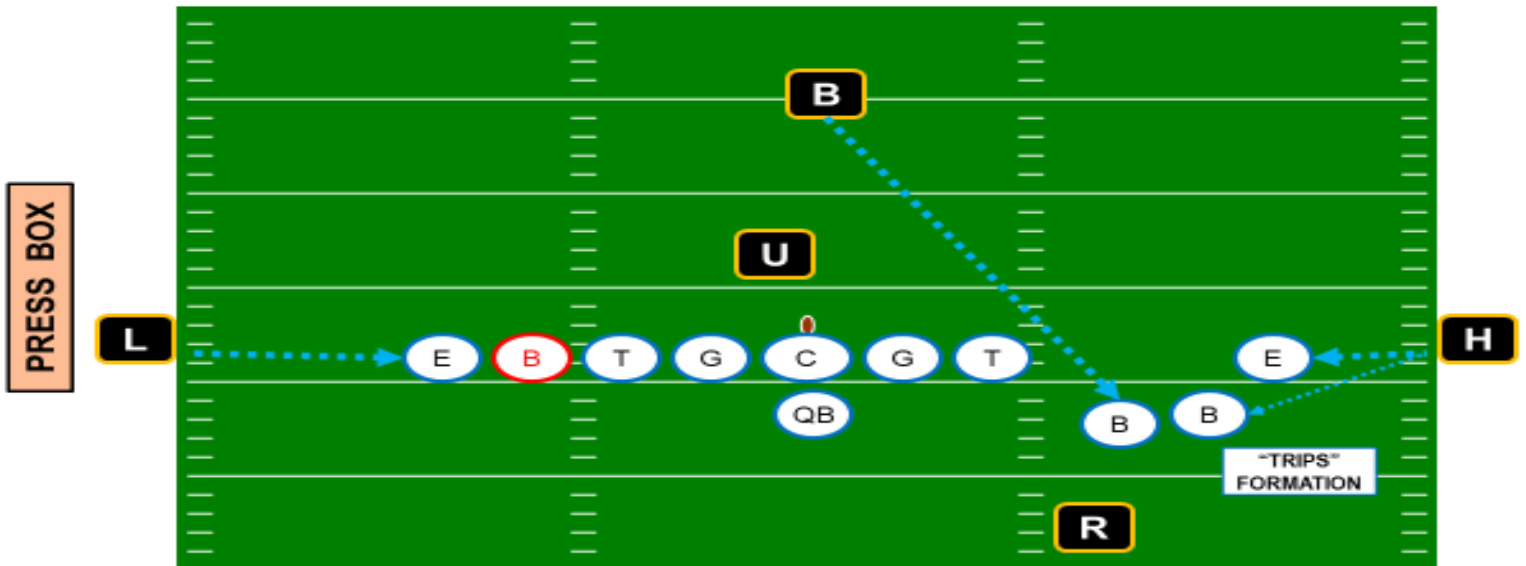 B
PRESS BOX
U
L
H
E B T G C G T E
QB B B
"TRIPS"
FORMATION
R